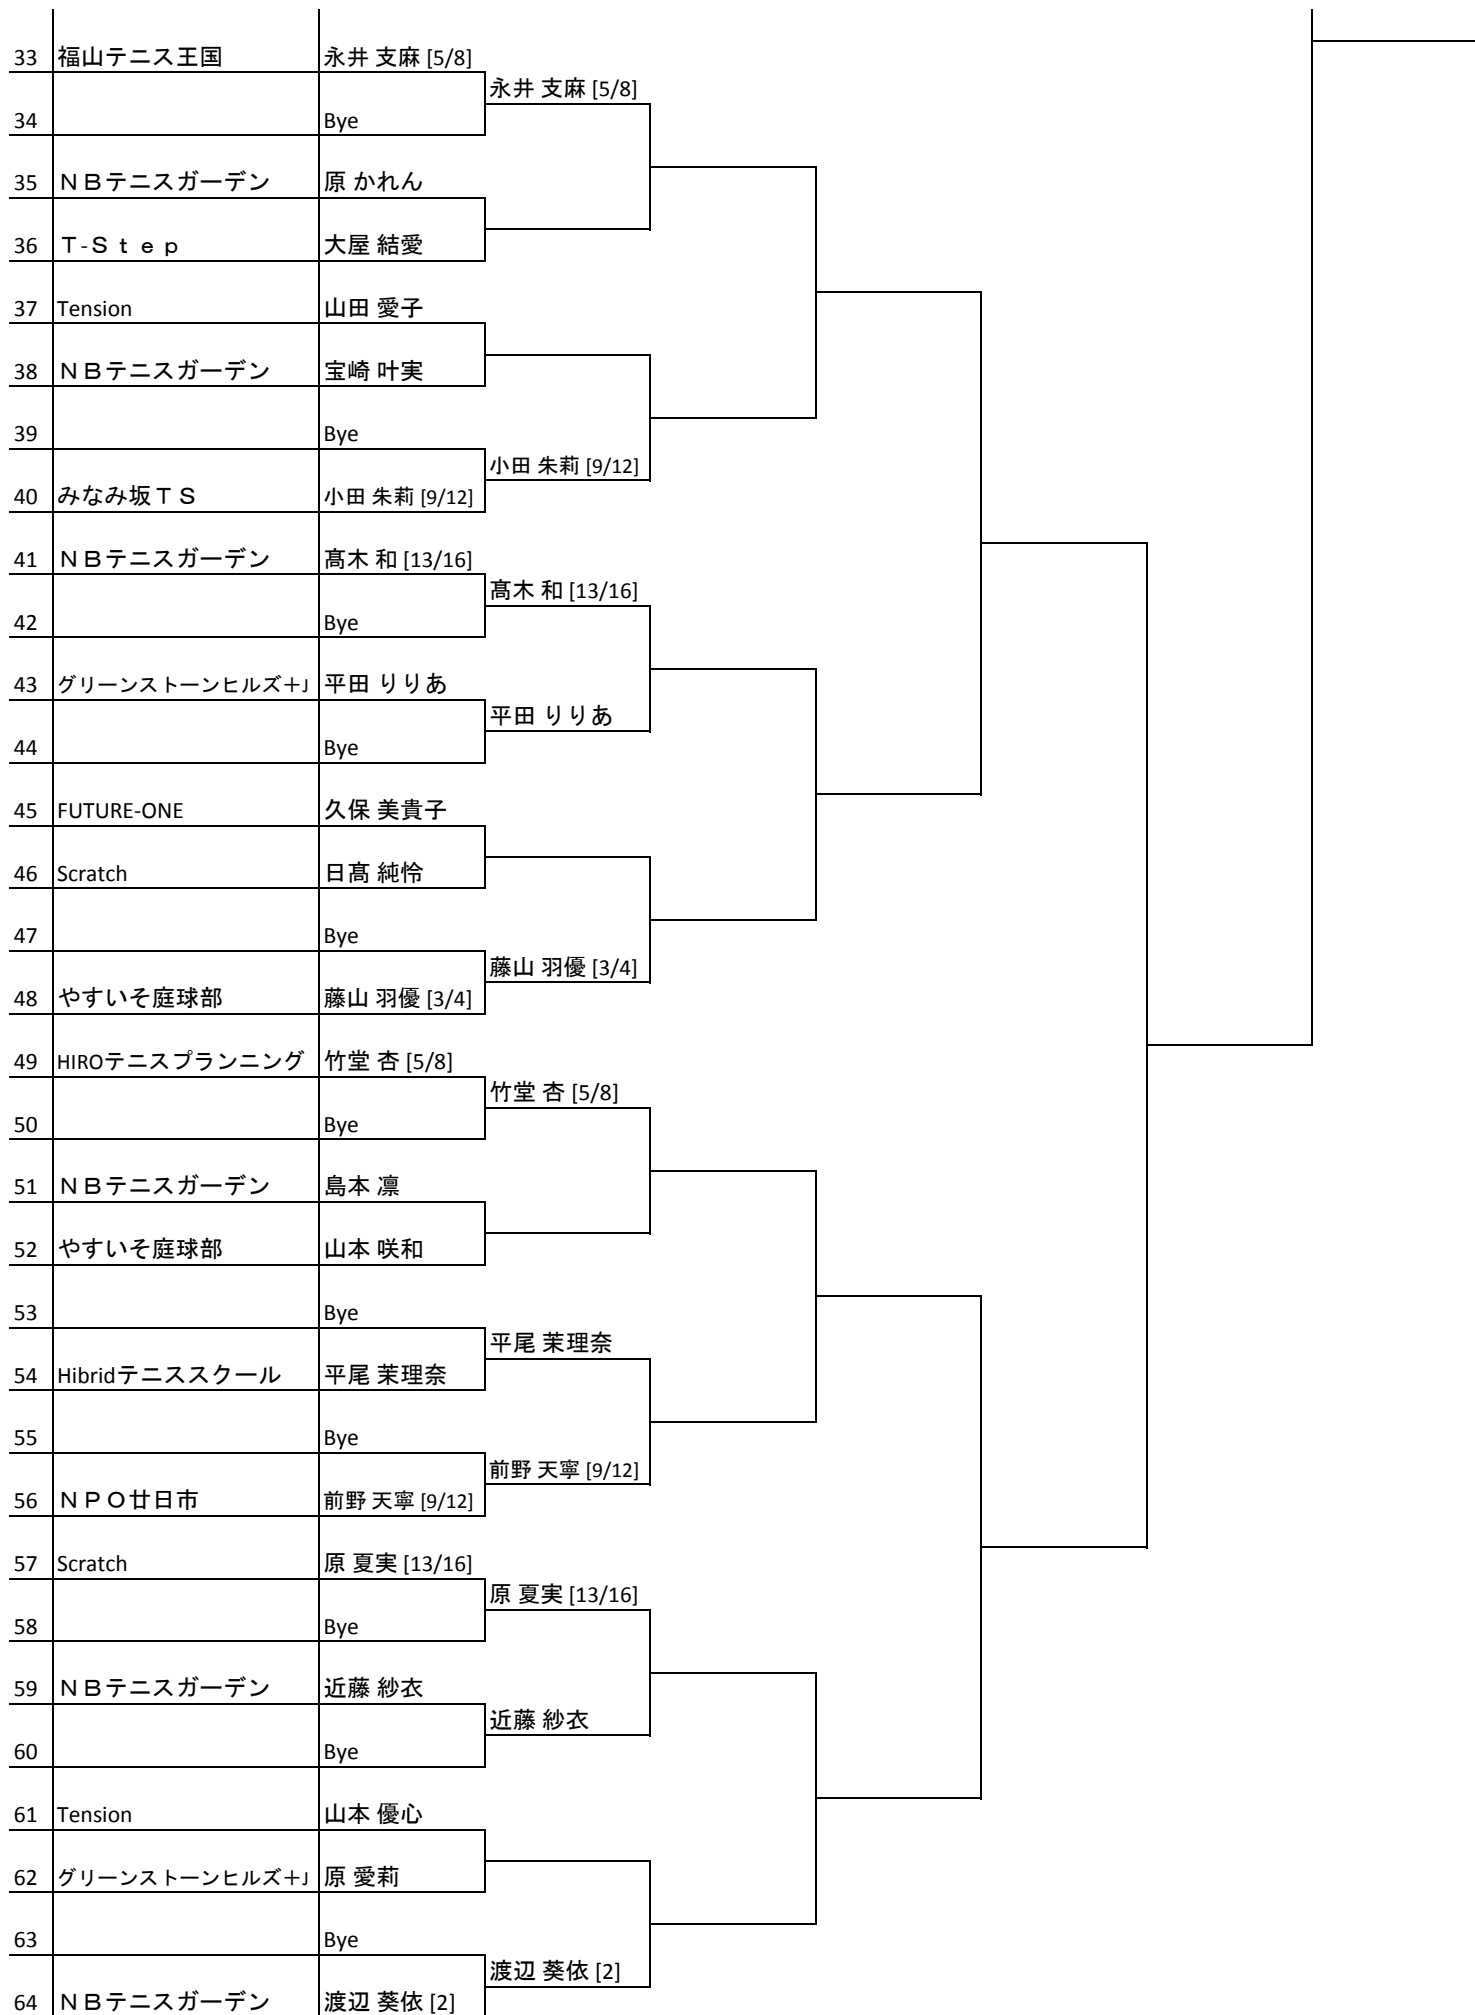 33 福山テニス王国 永井 支麻 [5/8]
永井 支麻 [5/8]
34 Bye
35 ＮＢテニスガーデン 原 かれん
36 Ｔ-Ｓｔｅｐ 大屋 結愛
37 Tension 山田 愛子
38 ＮＢテニスガーデン 宝崎 叶実
39 Bye
小田 朱莉 [9/12]
40 みなみ坂ＴＳ 小田 朱莉 [9/12]
41 ＮＢテニスガーデン 髙木 和 [13/16]
髙木 和 [13/16]
42 Bye
43 グリーンストーンヒルズ＋J 平田 りりあ
平田 りりあ
44 Bye
45 FUTURE-ONE 久保 美貴子
46 Scratch 日髙 純怜
47 Bye
藤山 羽優 [3/4]
48 やすいそ庭球部 藤山 羽優 [3/4]
49 HIROテニスプランニング 竹堂 杏 [5/8]
竹堂 杏 [5/8]
50 Bye
51 ＮＢテニスガーデン 島本 凛
52 やすいそ庭球部 山本 咲和
53 Bye
平尾 茉理奈
54 Hibridテニススクール 平尾 茉理奈
55 Bye
前野 天寧 [9/12]
56 ＮＰＯ廿日市 前野 天寧 [9/12]
57 Scratch 原 夏実 [13/16]
原 夏実 [13/16]
58 Bye
59 ＮＢテニスガーデン 近藤 紗衣
近藤 紗衣
60 Bye
61 Tension 山本 優心
62 グリーンストーンヒルズ＋J 原 愛莉
63 Bye
渡辺 葵依 [2]
64 ＮＢテニスガーデン 渡辺 葵依 [2]